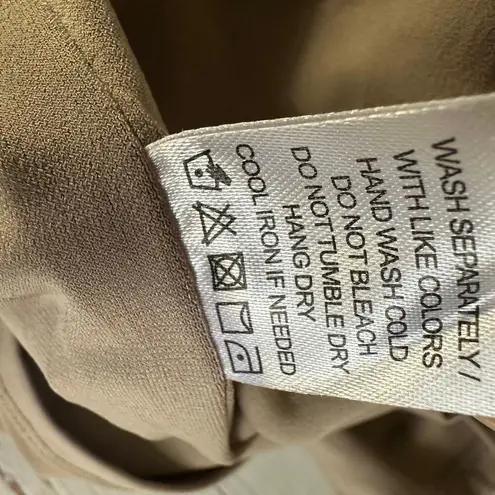 WASH SEPARATELY /
WITH LIKE COLORS
HAND WASH COLD
DO NOT BLEACH
DO NOT TUMBLE DRY
HANG DRY
COOL IRON IF NEEDED